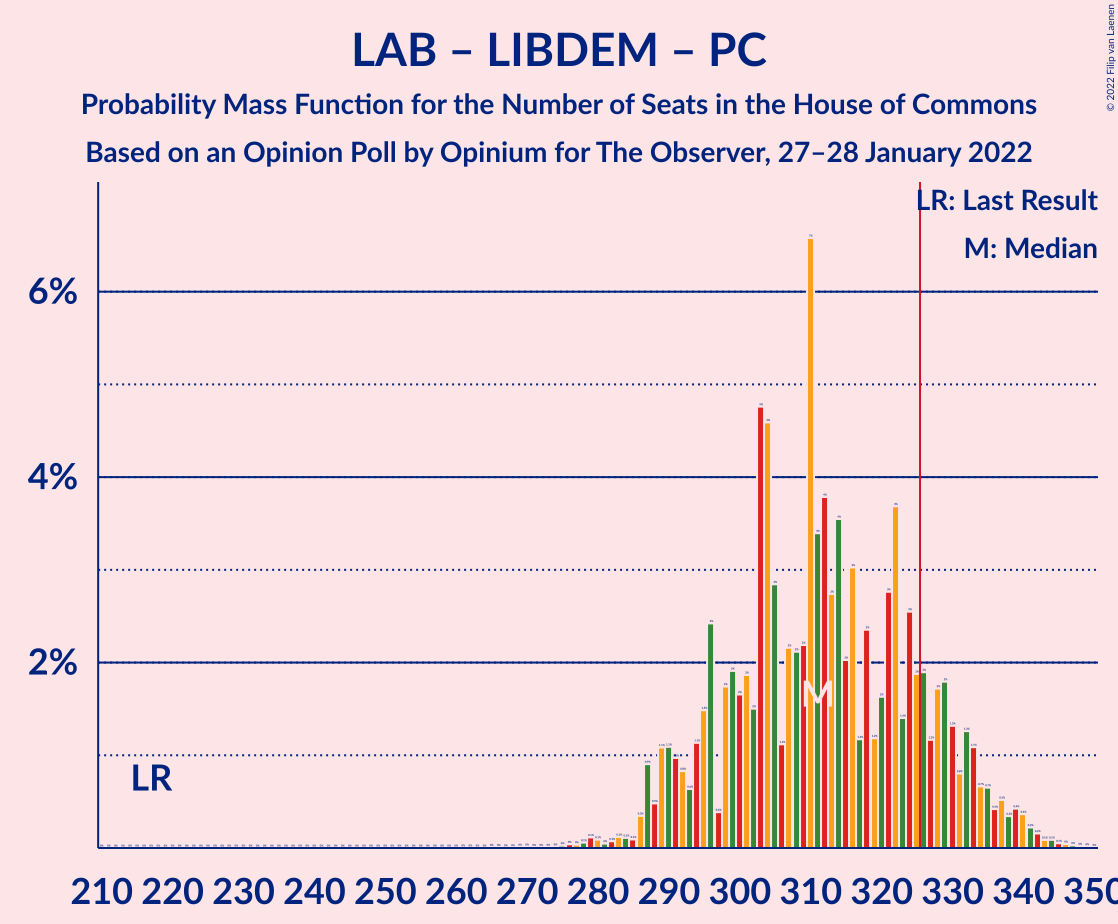 LAB – LIBDEM – PC
Probability Mass Function for the Number of Seats in the House of Commons
Based on an Opinion Poll by Opinium for The Observer, 27–28 January 2022
© 2022 Filip van Laenen
LR: Last Result
M: Median
6%
4%
2%
M
LR
210 220 230 240 250 260 270 280 290 300 310 320 330 340 350